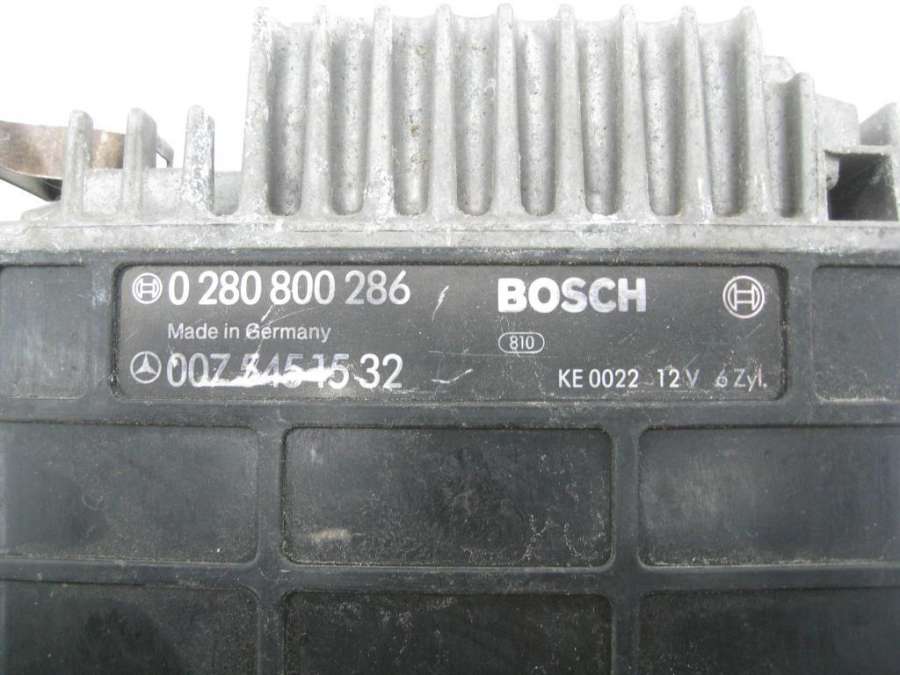 0 280 800 286
BOSCH
Made in Germany
810
007 545 15 32
KE 0022 12 V 6 Zyl.